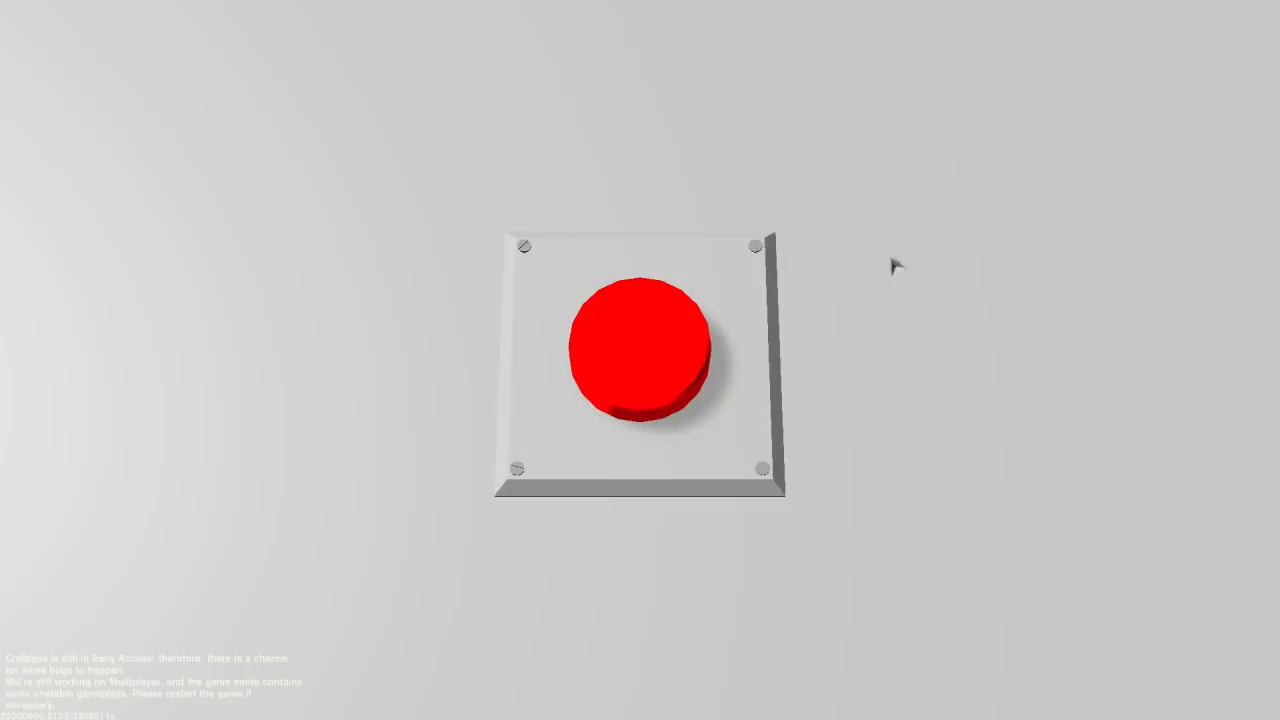 Craftopia is still in Early Access; therefore, there is a chance
for some bugs to happen.
We're still working on Multiplayer, and the game mode contains
some unstable gameplays. Please restart the game if
necessary.